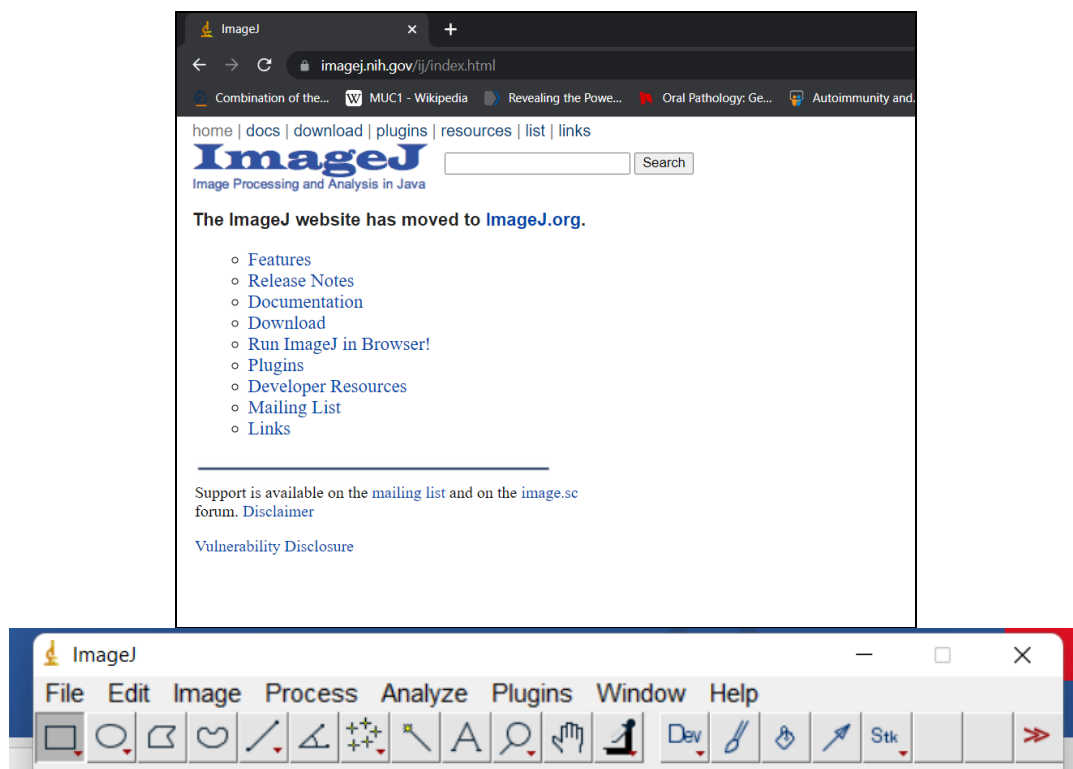 ImageJ
imagej.nih.gov/ij/index.html
Combination of the... W MUC1 - Wikipedia Revealing the Powe... Oral Pathology: Ge... Autoimmunity and.
home | docs | download | plugins | resources | list | links
ImageJ
Search
Image Processing and Analysis in Java
The ImageJ website has moved to ImageJ.org.
Features
Release Notes
Documentation
Download
Run ImageJ in Browser!
Plugins
Developer Resources
Mailing List
Links
Support is available on the mailing list and on the image.sc
forum. Disclaimer
Vulnerability Disclosure
ImageJ
File Edit Image Process Analyze Plugins Window Help
A Dev Stk